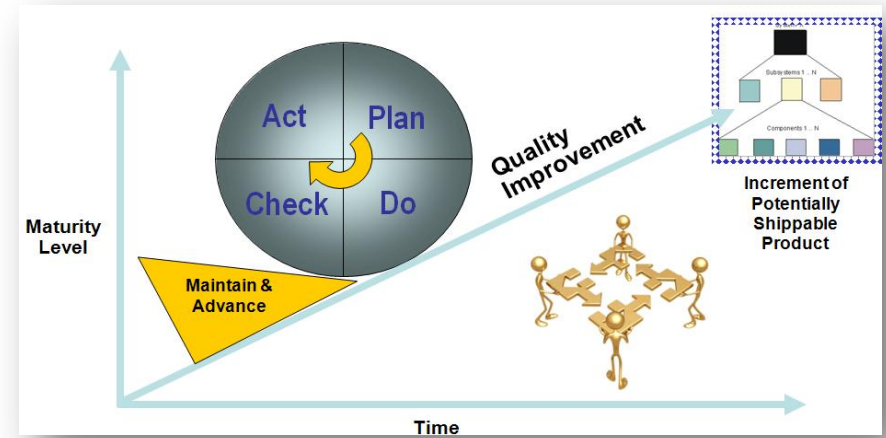 Subsystems 1 .. N
Components 1 .. N
Act
Plan
Check
Do
Quality
Improvement
Increment of
Potentially
Shippable
Product
Maturity
Level
Maintain &
Advance
Time